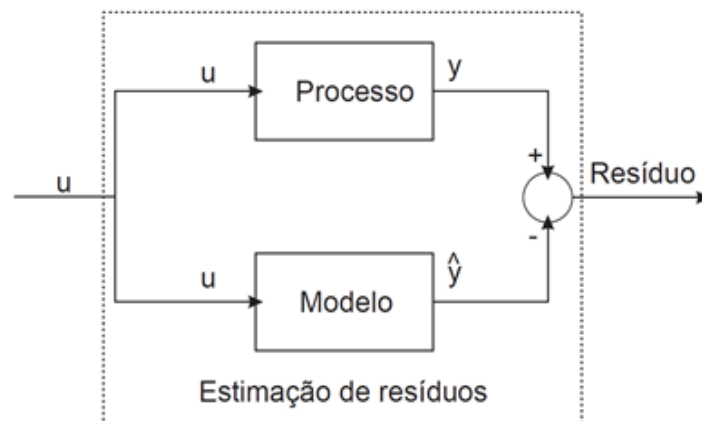 u
Processo
y
+
u
Resíduo
-
u
Modelo
ŷ
Estimação de resíduos